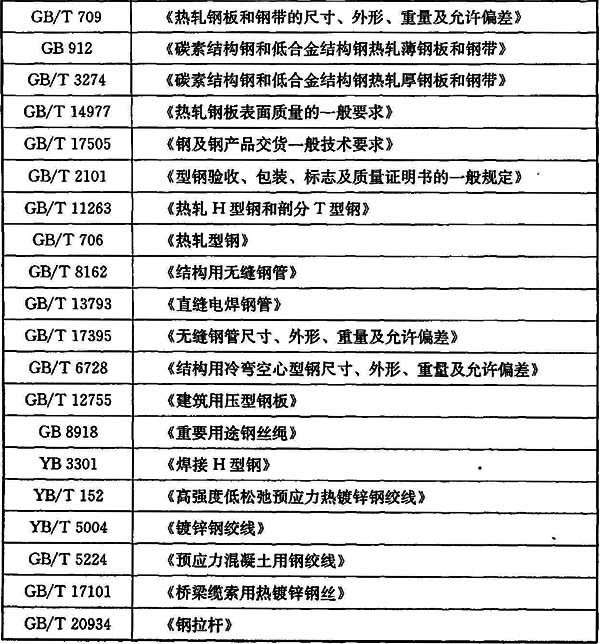 GB/T 709 《热轧钢板和钢带的尺寸、外形、重量及允许偏差》
GB 912 《碳素结构钢和低合金结构钢热轧薄钢板和钢带》
GB/T 3274 《碳素结构钢和低合金结构钢热轧厚钢板和钢带》
GB/T 14977 《热轧钢板表面质量的一般要求》
GB/T 17505 《钢及钢产品交货一般技术要求》
GB/T 2101 《型钢验收、包装、标志及质量证明书的一般规定》
GB/T 11263 《热轧 H 型钢和剖分 T 型钢》
GB/T 706 《热轧型钢》
GB/T 8162 《结构用无缝钢管》
GB/T 13793 《直缝电焊钢管》
GB/T 17395 《无缝钢管尺寸、外形、重量及允许偏差》
GB/T 6728 《结构用冷弯空心型钢尺寸、外形、重量及允许偏差》
GB/T 12755 《建筑用压型钢板》
GB 8918 《重要用途钢丝绳》
YB 3301 《焊接 H 型钢》
YB/T 152 《高强度低松弛预应力热镀锌钢绞线》
YB/T 5004 《镀锌钢绞线》
GB/T 5224 《预应力混凝土用钢绞线》
GB/T 17101 《桥梁缆索用热镀锌钢丝》
GB/T 20934 《钢拉杆》